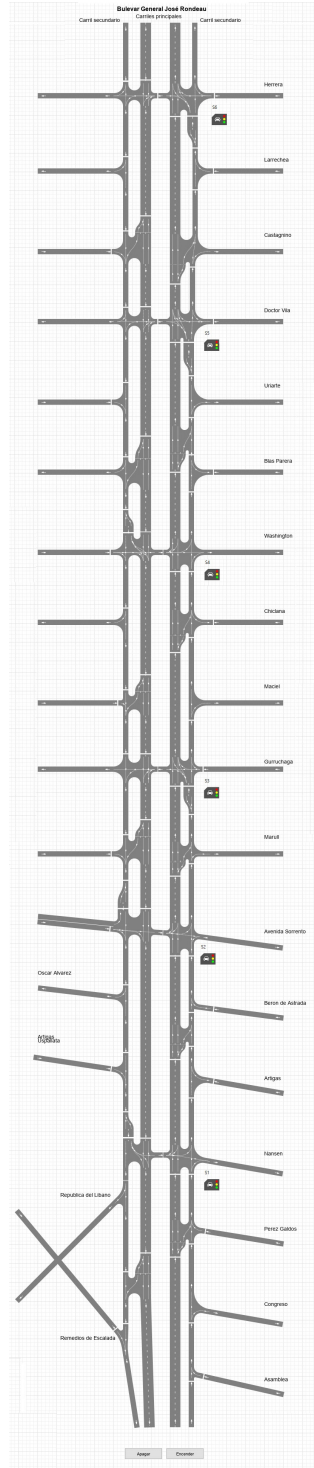 Bulevar General José Rondeau
Carril secundario
Carriles principales
Carril secundario
Herrera
S6
Larrechea
Castagnino
Doctor Vila
S5
Uriarte
Blas Parera
Washington
S4
Chiclana
Maciel
Gurruchaga
S3
Marull
Avenida Sorrento
S2
Oscar Alvarez
Beron de Astrada
Artigas
Uspallata
Artigas
Nansen
S1
Republica del Libano
Perez Galdos
Congreso
Remedios de Escalada
Asamblea
Apagar
Encender